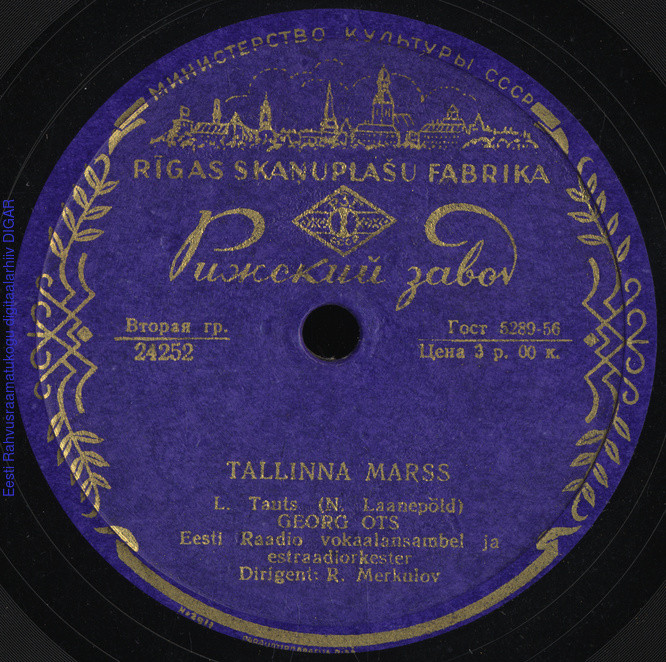 МИНИСТЕРСТВО КУЛЬТУРЫ СССР
RĪGAS SKAŅUPLAŠU FABRIKA
СССР
Рижский завод
Вторая гр.
24252
Гост 5289-56
Цена 3 р. 00 к.
TALLINNA MARSS
L. Tauts (N. Laanepõld)
GEORG OTS
Eesti Raadio vokaalansambel ja
estraadiorkester
Dirigent: R. Merkulov
Eesti Rahvusraamatukogu digitaalarhiiv DIGAR